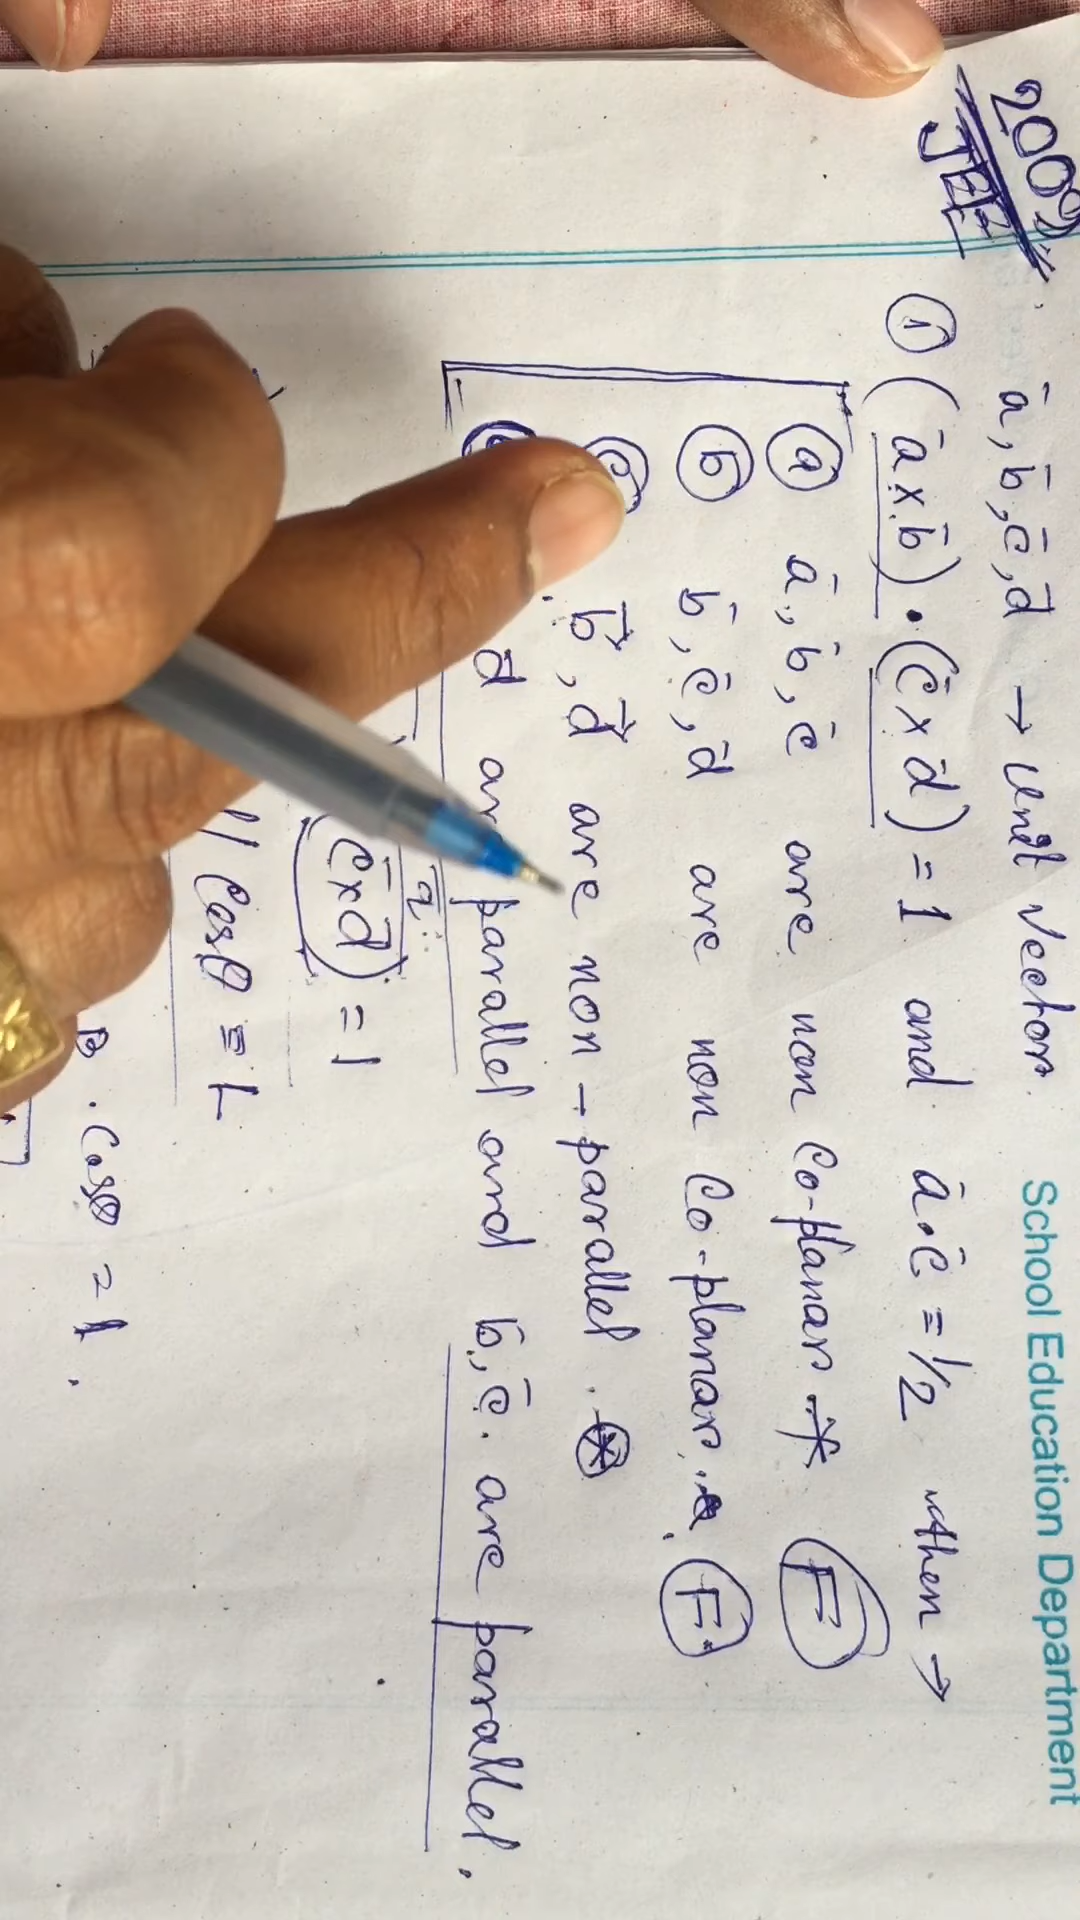 School Education Department
2009
JEE
ā, b̄, c̄, d̄ → unit vector.
① (ā × b̄) · (c̄ × d̄) = 1 and ā · c̄ = 1/2 then →
ⓐ ā, b̄, c̄ are non Co-planar * F
ⓑ b̄, c̄, d̄ are non Co-planar. F
ⓒ b⃗, d⃗ are non-parallel.
d̄ parallel and b̄, c̄ are parallel.
c̄ × d̄) = 1
Cosθ = 1
. Cosθ = 1.